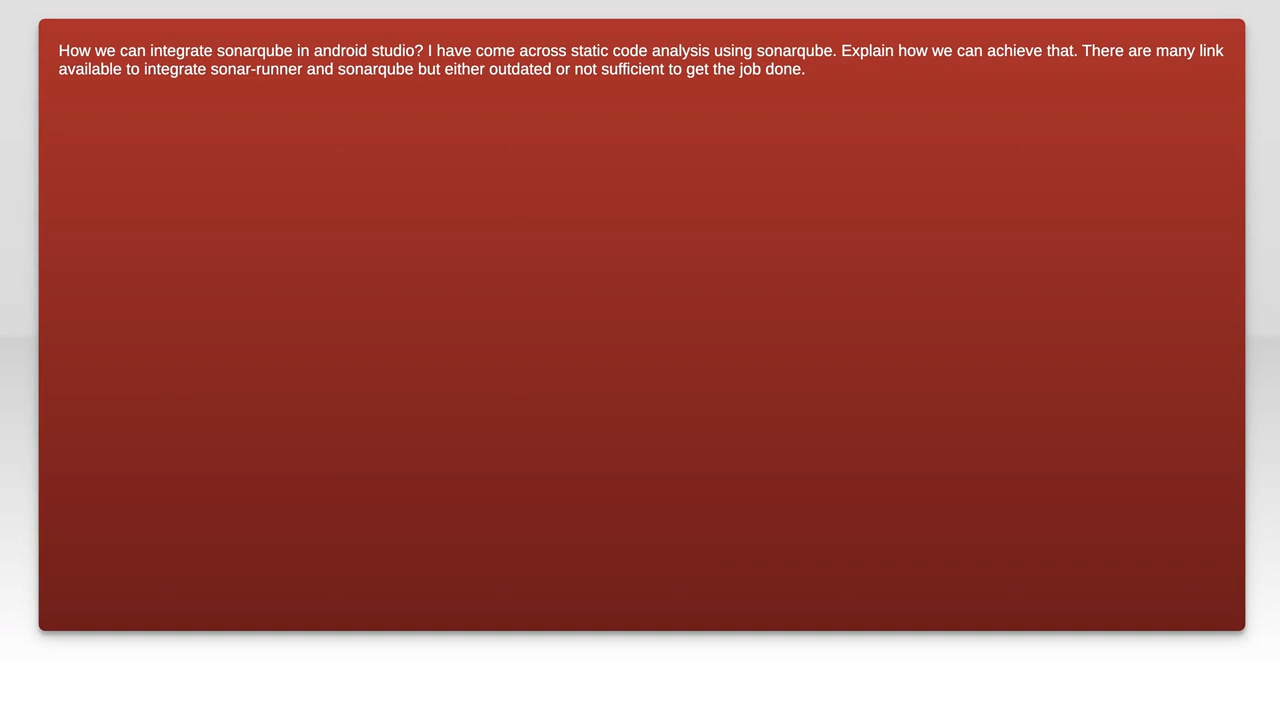 How we can integrate sonarqube in android studio? I have come across static code analysis using sonarqube. Explain how we can achieve that. There are many link
available to integrate sonar-runner and sonarqube but either outdated or not sufficient to get the job done.